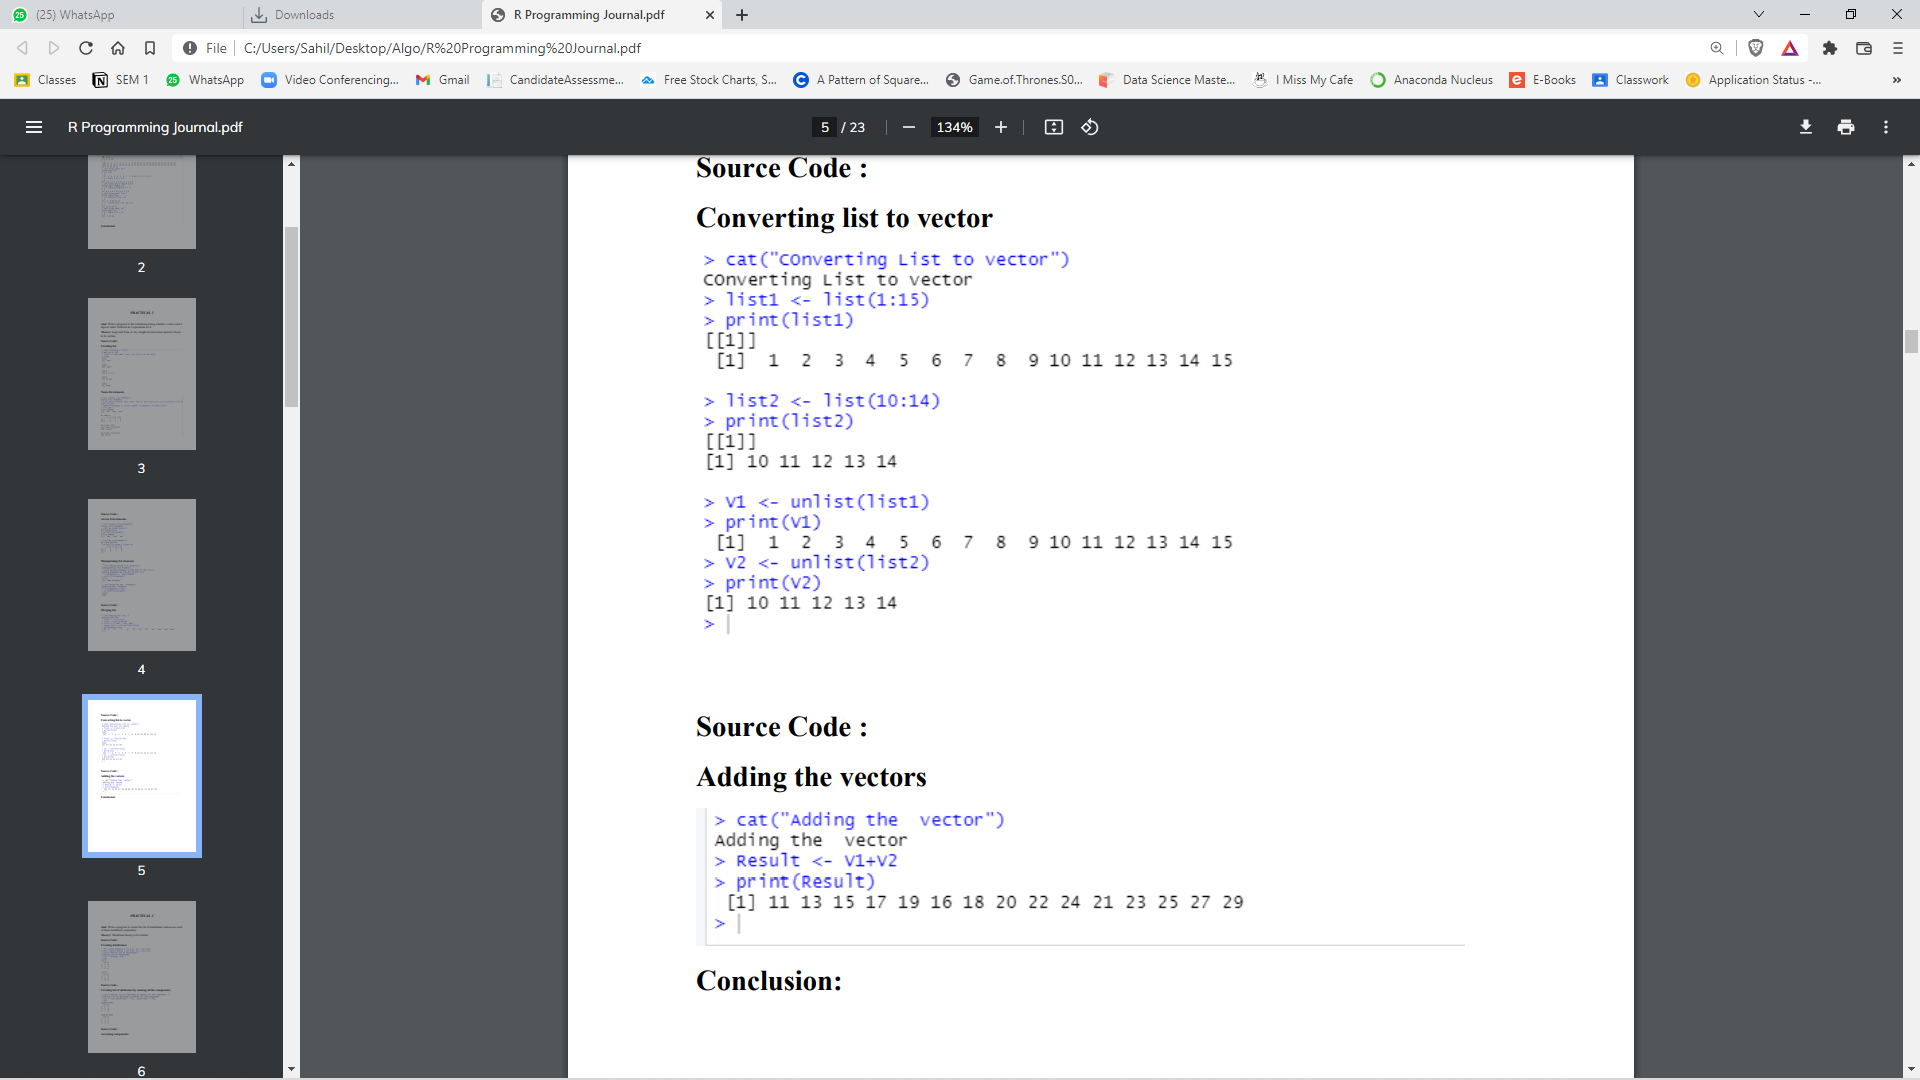 (25) WhatsApp
Downloads
R Programming Journal.pdf
File
C:/Users/Sahil/Desktop/Algo/R%20Programming%20Journal.pdf
Classes
SEM 1
WhatsApp
Video Conferencing...
Gmail
CandidateAssessme...
Free Stock Charts, S...
A Pattern of Square...
Game.of.Thrones.S0...
Data Science Maste...
I Miss My Cafe
Anaconda Nucleus
E-Books
Classwork
Application Status -...
R Programming Journal.pdf
5 / 23
134%
2
3
4
5
6
Source Code :
Converting list to vector
> cat("COnverting List to vector")
COnverting List to vector
> list1 <- list(1:15)
> print(list1)
[[1]]
[1] 1 2 3 4 5 6 7 8 9 10 11 12 13 14 15
> list2 <- list(10:14)
> print(list2)
[[1]]
[1] 10 11 12 13 14
> V1 <- unlist(list1)
> print(V1)
[1] 1 2 3 4 5 6 7 8 9 10 11 12 13 14 15
> V2 <- unlist(list2)
> print(V2)
[1] 10 11 12 13 14
>
Source Code :
Adding the vectors
> cat("Adding the  vector")
Adding the  vector
> Result <- V1+V2
> print(Result)
[1] 11 13 15 17 19 16 18 20 22 24 21 23 25 27 29
>
Conclusion: